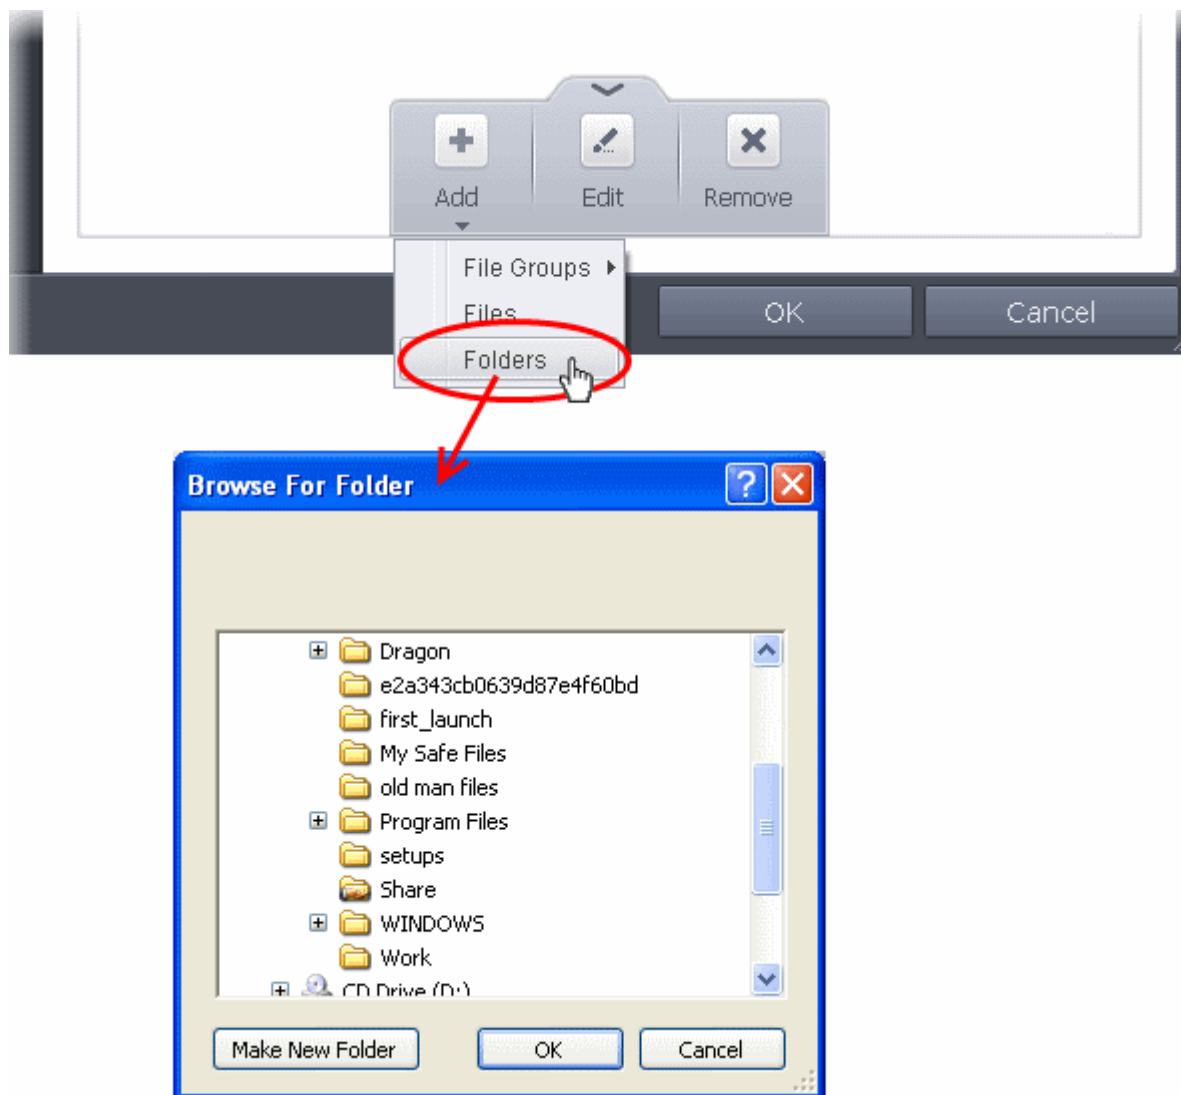 Add Edit Remove
File Groups
Files
OK Cancel
Folders
Browse For Folder
Dragon
e2a343cb0639d87e4f60bd
first_launch
My Safe Files
old man files
Program Files
setups
Share
WINDOWS
Work
CD Drive (D:)
Make New Folder OK Cancel